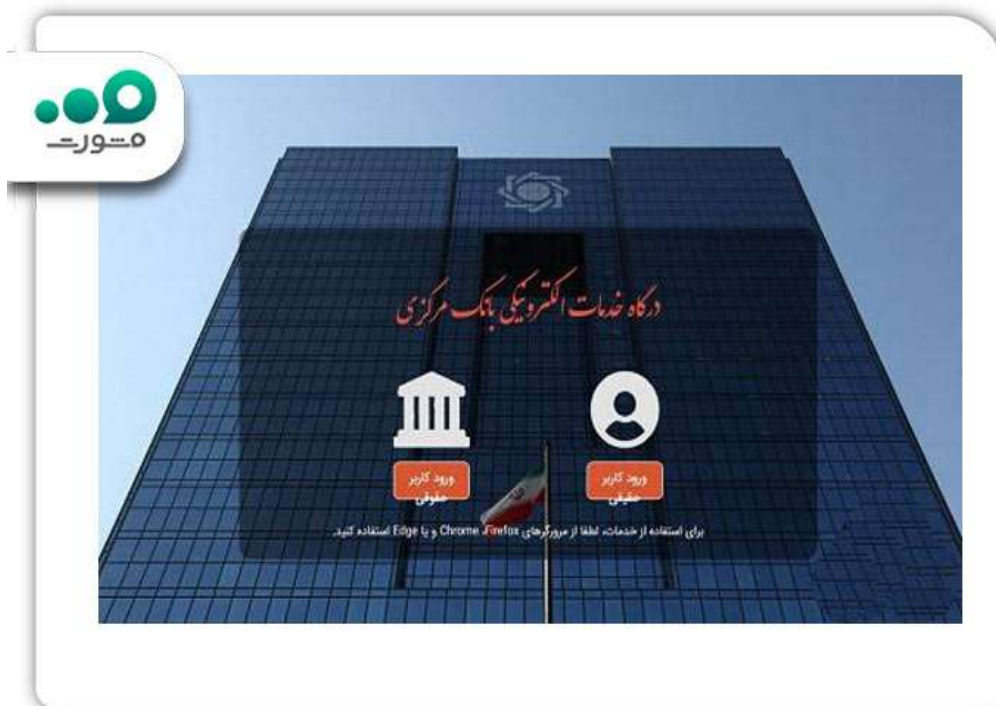 مشورت
درگاه خدمات الکترونیکی بانک مرکزی
ورود کاربر
حقیقی
ورود کاربر
حقوقی
برای استفاده از خدمات، لطفا از مرورگرهای Chrome ،Firefox و یا Edge استفاده کنید.